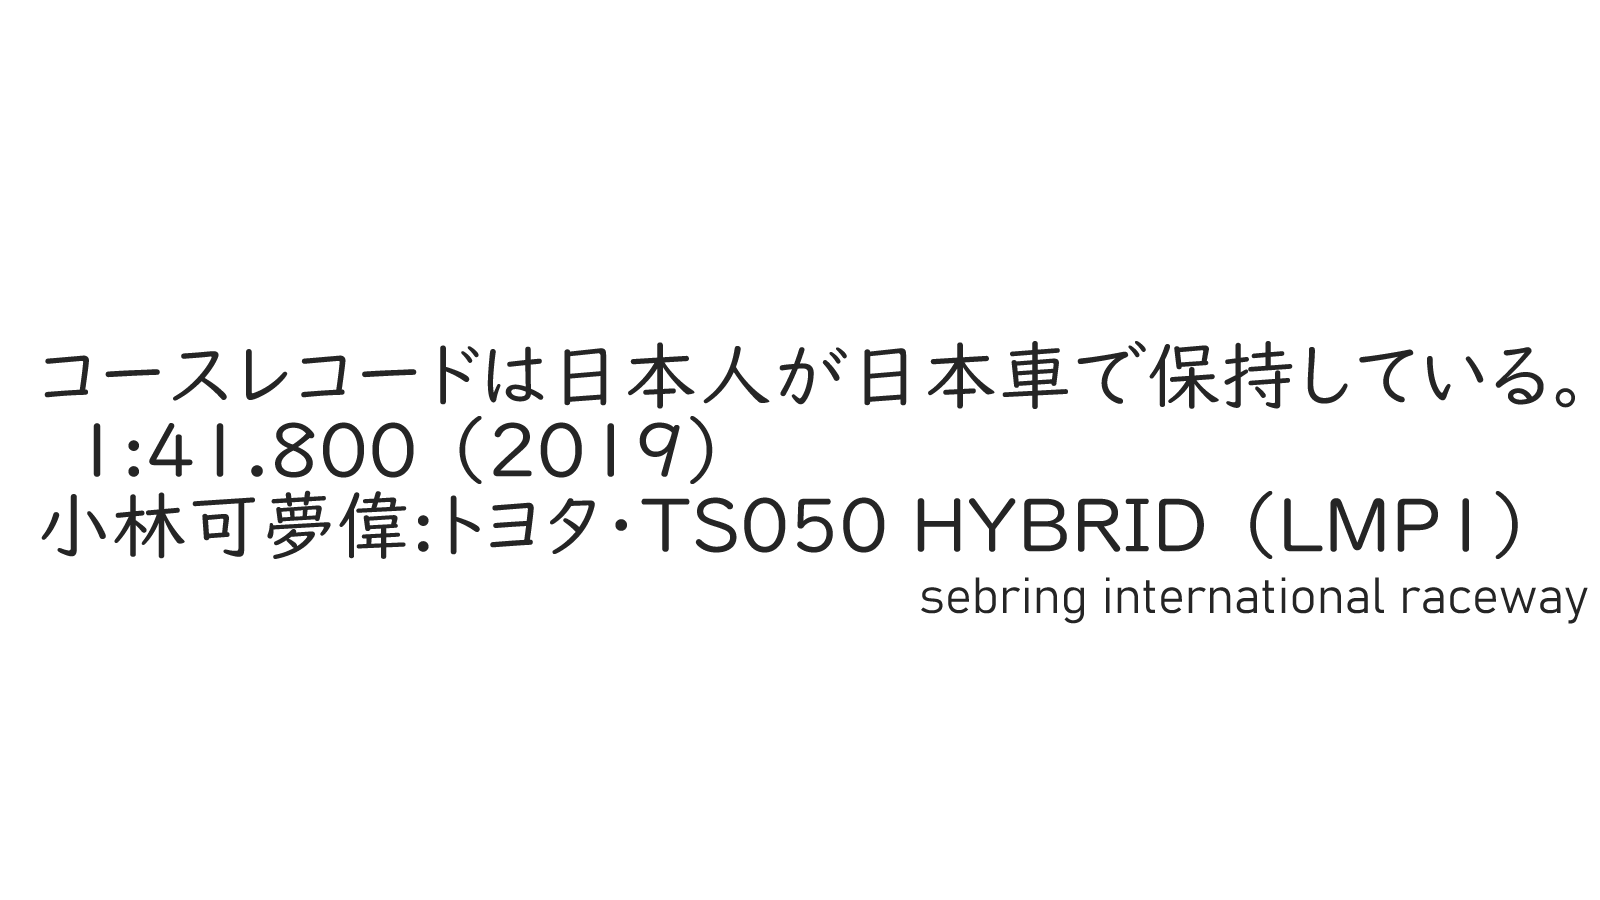 コースレコードは日本人が日本車で保持している。
1:41.800（2019）
小林可夢偉:トヨタ・TS050 HYBRID（LMP1）
sebring international raceway